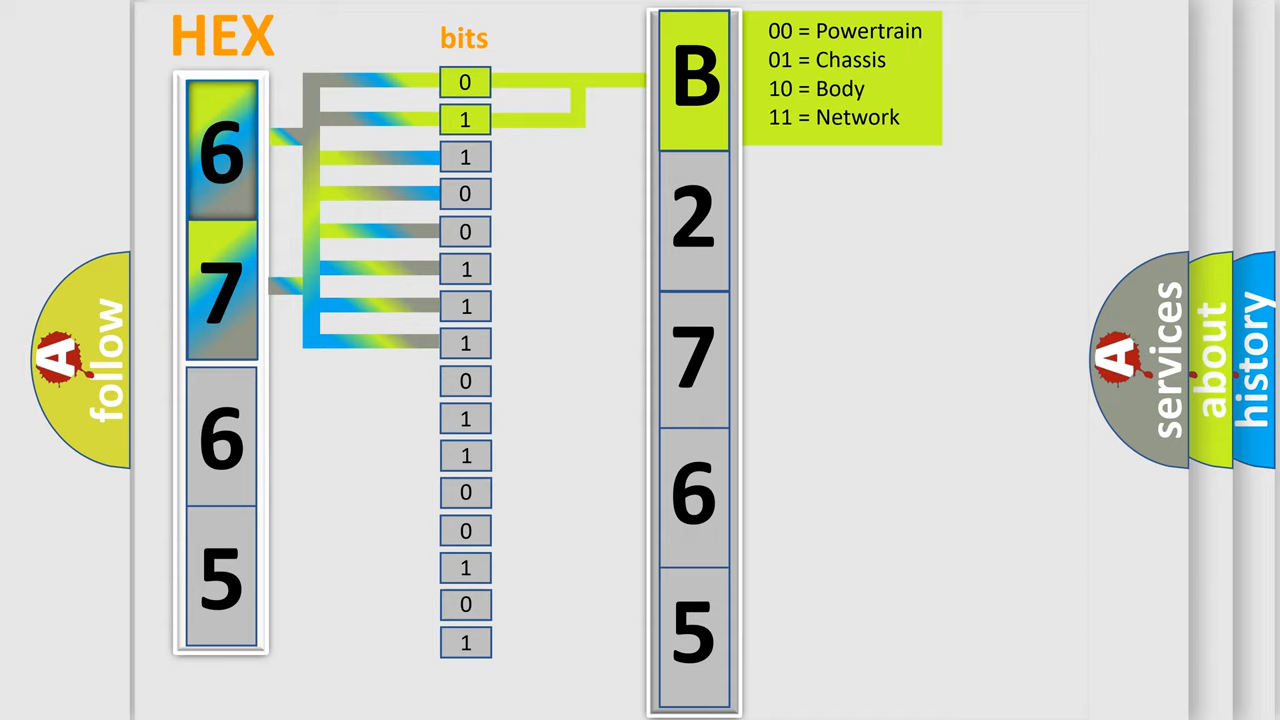 HEX
bits
6
7
6
5
0
1
1
0
0
1
1
1
0
1
1
0
0
1
0
1
B
2
7
6
5
00 = Powertrain
01 = Chassis
10 = Body
11 = Network
A
follow
A
services
about
history